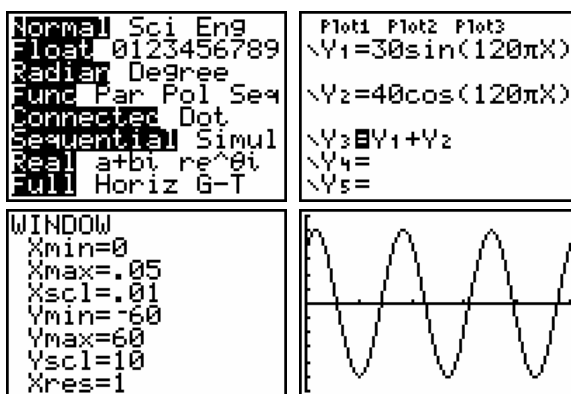 Normal Sci Eng
Float 0123456789
Radian Degree
Func Par Pol Seq
Connected Dot
Sequential Simul
Real a+bi re^θi
Full Horiz G-T
Plot1 Plot2 Plot3
\Y₁=30sin(120πX)
\Y₂=40cos(120πX)
\Y₃=Y₁+Y₂
\Y₄=
\Y₅=
WINDOW
Xmin=0
Xmax=.05
Xscl=.01
Ymin=-60
Ymax=60
Yscl=10
Xres=1